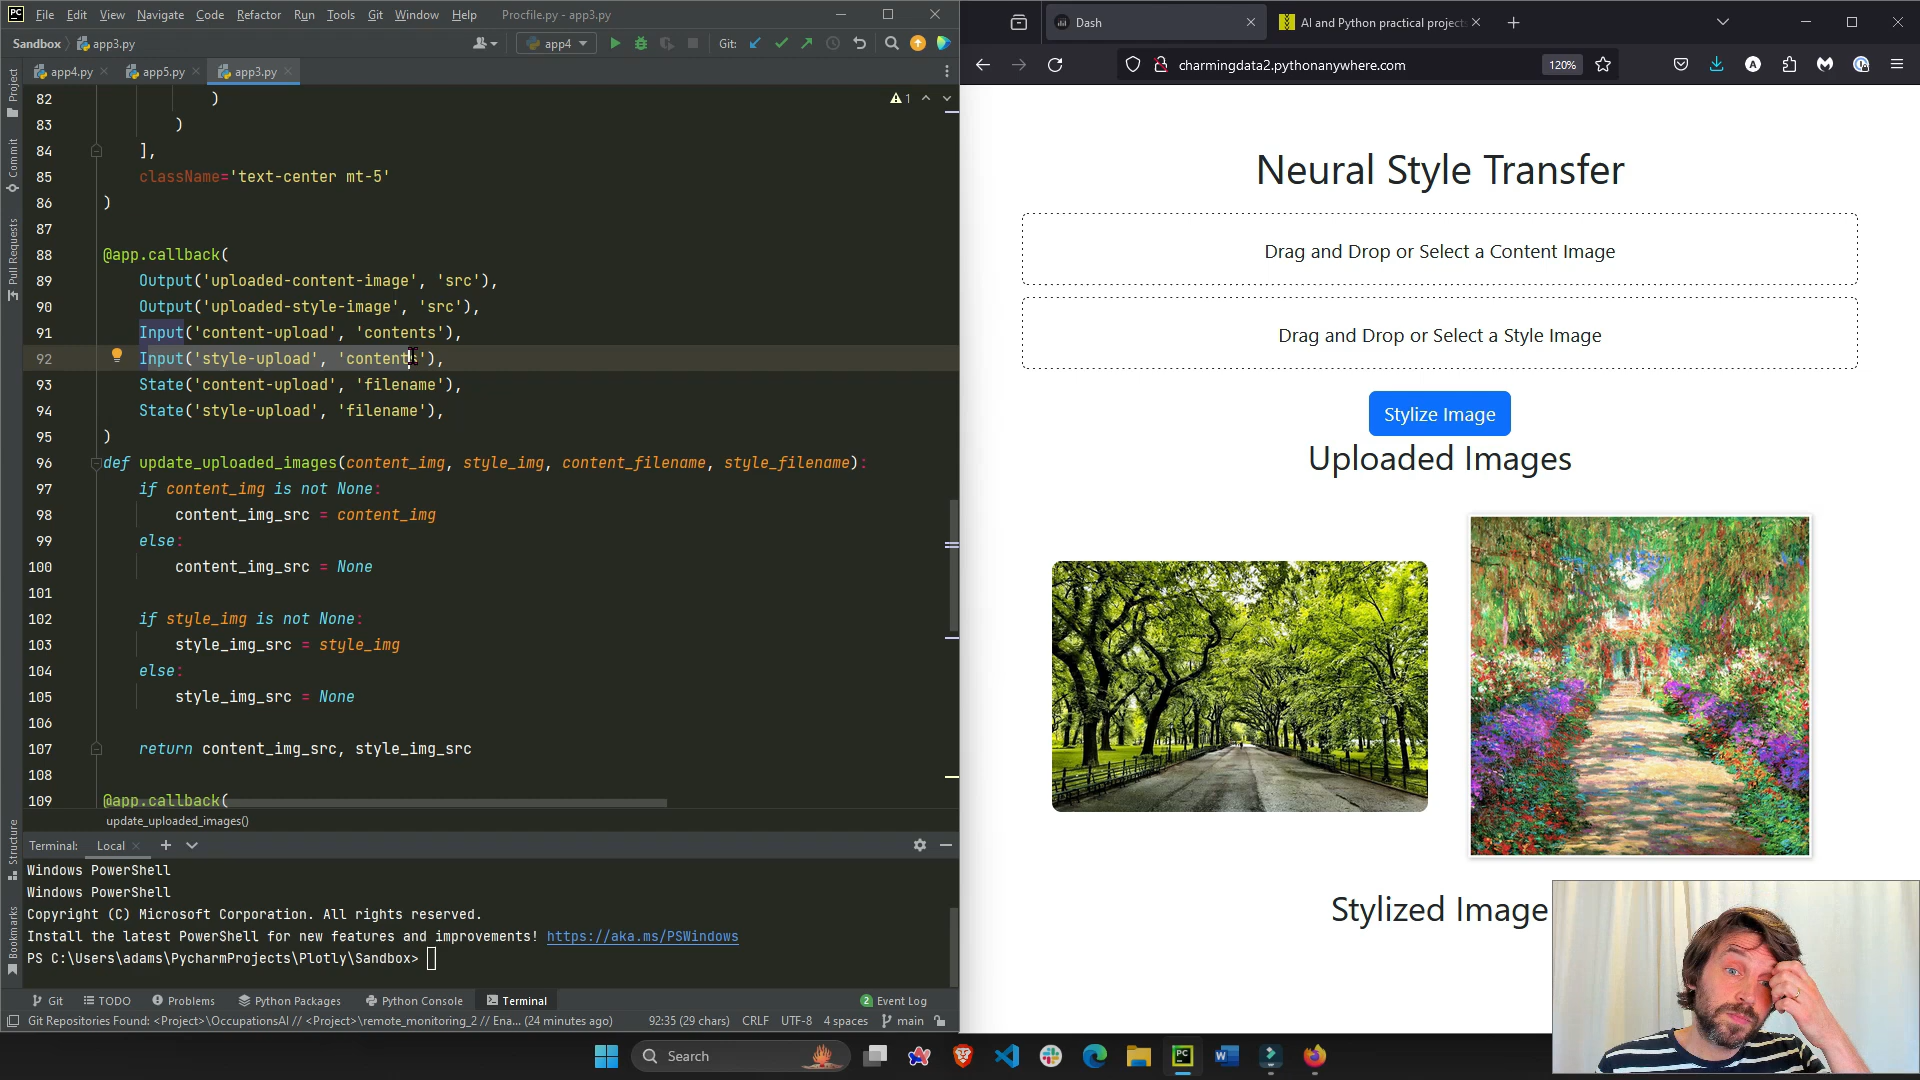 File Edit View Navigate Code Refactor Run Tools Git Window Help Procfile.py - app3.py
Sandbox app3.py app4 Git:
app4.py app5.py app3.py
82 )
83 )
84 ],
85 className='text-center mt-5'
86 )
87
88 @app.callback(
89 Output('uploaded-content-image', 'src'),
90 Output('uploaded-style-image', 'src'),
91 Input('content-upload', 'contents'),
92 Input('style-upload', 'contents'),
93 State('content-upload', 'filename'),
94 State('style-upload', 'filename'),
95 )
96 def update_uploaded_images(content_img, style_img, content_filename, style_filename):
97 if content_img is not None:
98 content_img_src = content_img
99 else:
100 content_img_src = None
101
102 if style_img is not None:
103 style_img_src = style_img
104 else:
105 style_img_src = None
106
107 return content_img_src, style_img_src
108
109 @app.callback(
1
update_uploaded_images()
Project
Commit
Pull Requests
Structure
Bookmarks
Terminal: Local
Windows PowerShell
Windows PowerShell
Copyright (C) Microsoft Corporation. All rights reserved.
Install the latest PowerShell for new features and improvements! https://aka.ms/PSWindows
PS C:\Users\adams\PycharmProjects\Plotly\Sandbox>
Git TODO Problems Python Packages Python Console Terminal 2 Event Log
Git Repositories Found: <Project>\OccupationsAI // <Project>\remote_monitoring_2 // Ena... (24 minutes ago) 92:35 (29 chars) CRLF UTF-8 4 spaces main
Dash
AI and Python practical project
charmingdata2.pythonanywhere.com 120%
Neural Style Transfer
Drag and Drop or Select a Content Image
Drag and Drop or Select a Style Image
Stylize Image
Uploaded Images
Stylized Image
Search